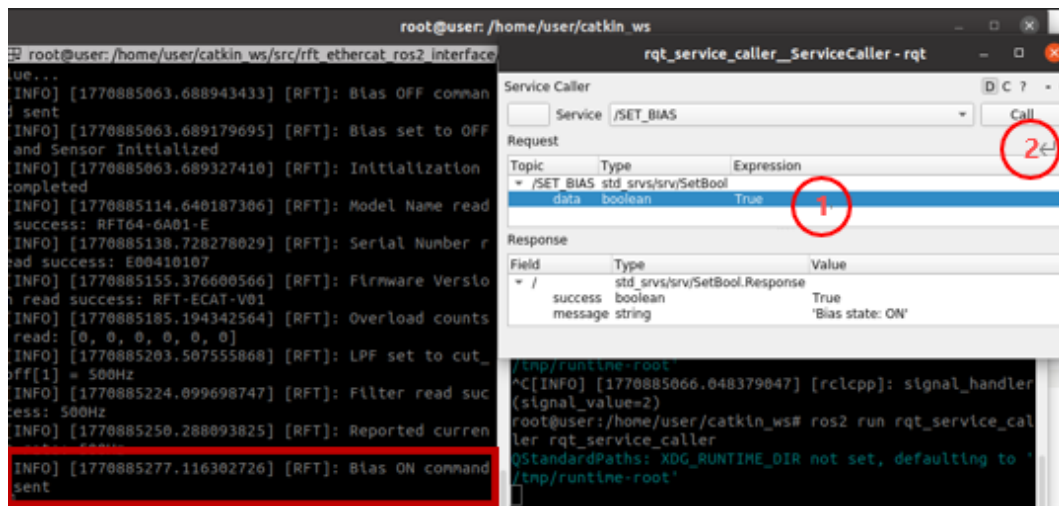 root@user: /home/user/catkin_ws
root@user: /home/user/catkin_ws/src/rft_ethercat_ros2_interface
lue...
[INFO] [1770885063.688943433] [RFT]: Bias OFF comman
d sent
[INFO] [1770885063.689179695] [RFT]: Bias set to OFF
and Sensor Initialized
[INFO] [1770885063.689327410] [RFT]: Initialization
completed
[INFO] [1770885114.640187306] [RFT]: Model Name read
success: RFT64-6A01-E
[INFO] [1770885138.728278029] [RFT]: Serial Number r
ead success: E00410107
[INFO] [1770885155.376600566] [RFT]: Firmware Versio
n read success: RFT-ECAT-V01
[INFO] [1770885185.194342564] [RFT]: Overload counts
read: [0, 0, 0, 0, 0, 0]
[INFO] [1770885203.507555868] [RFT]: LPF set to cut_
off[1] = 500Hz
[INFO] [1770885224.099698747] [RFT]: Filter read suc
cess: 500Hz
[INFO] [1770885250.288093825] [RFT]: Reported curren
[INFO] [1770885277.116302726] [RFT]: Bias ON command
sent
rqt_service_caller__ServiceCaller - rqt
Service Caller
D C ? -
Service /SET_BIAS Call
Request
2
Topic Type Expression
/SET_BIAS std_srvs/srv/SetBool
data boolean True
1
Response
Field Type Value
/ std_srvs/srv/SetBool.Response
success boolean True
message string 'Bias state: ON'
/tmp/runtime-root'
^C[INFO] [1770885066.048379047] [rclcpp]: signal_handler
(signal_value=2)
root@user:/home/user/catkin_ws# ros2 run rqt_service_cal
ler rqt_service_caller
QStandardPaths: XDG_RUNTIME_DIR not set, defaulting to '
/tmp/runtime-root'